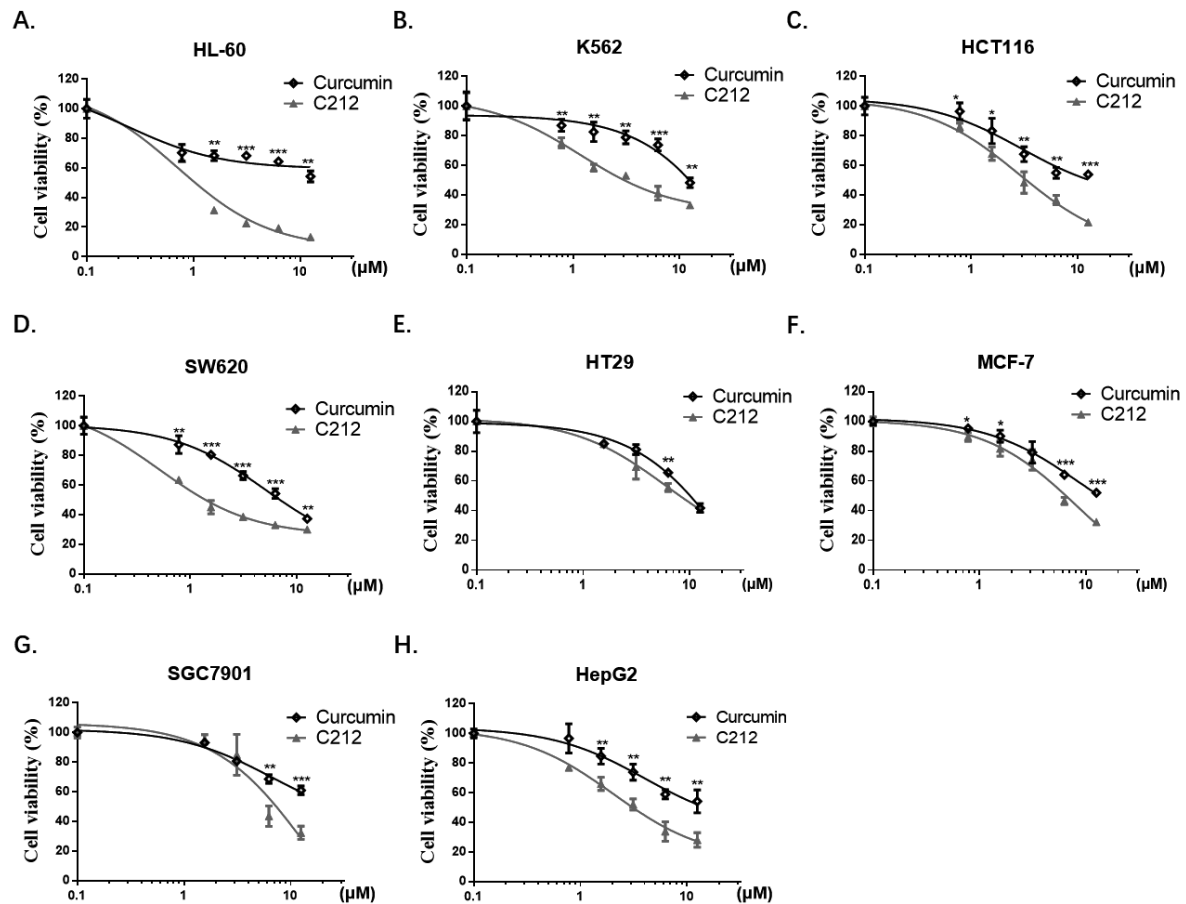 A.
HL-60
120
100
80
60
40
20
0
Cell viability (%)
Curcumin
C212
** *** *** **
0.1 1 10 (μM)
B.
K562
120
100
80
60
40
20
0
Cell viability (%)
Curcumin
C212
** ** ** *** **
0.1 1 10 (μM)
C.
HCT116
120
100
80
60
40
20
0
Cell viability (%)
Curcumin
C212
* * ** ** ***
0.1 1 10 (μM)
D.
SW620
120
100
80
60
40
20
0
Cell viability (%)
Curcumin
C212
** *** *** *** **
0.1 1 10 (μM)
E.
HT29
120
100
80
60
40
20
0
Cell viability (%)
Curcumin
C212
**
0.1 1 10 (μM)
F.
MCF-7
120
100
80
60
40
20
0
Cell viability (%)
Curcumin
C212
* * *** ***
0.1 1 10 (μM)
G.
SGC7901
120
100
80
60
40
20
0
Cell viability (%)
Curcumin
C212
** ***
0.1 1 10 (μM)
H.
HepG2
120
100
80
60
40
20
0
Cell viability (%)
Curcumin
C212
** ** ** **
0.1 1 10 (μM)